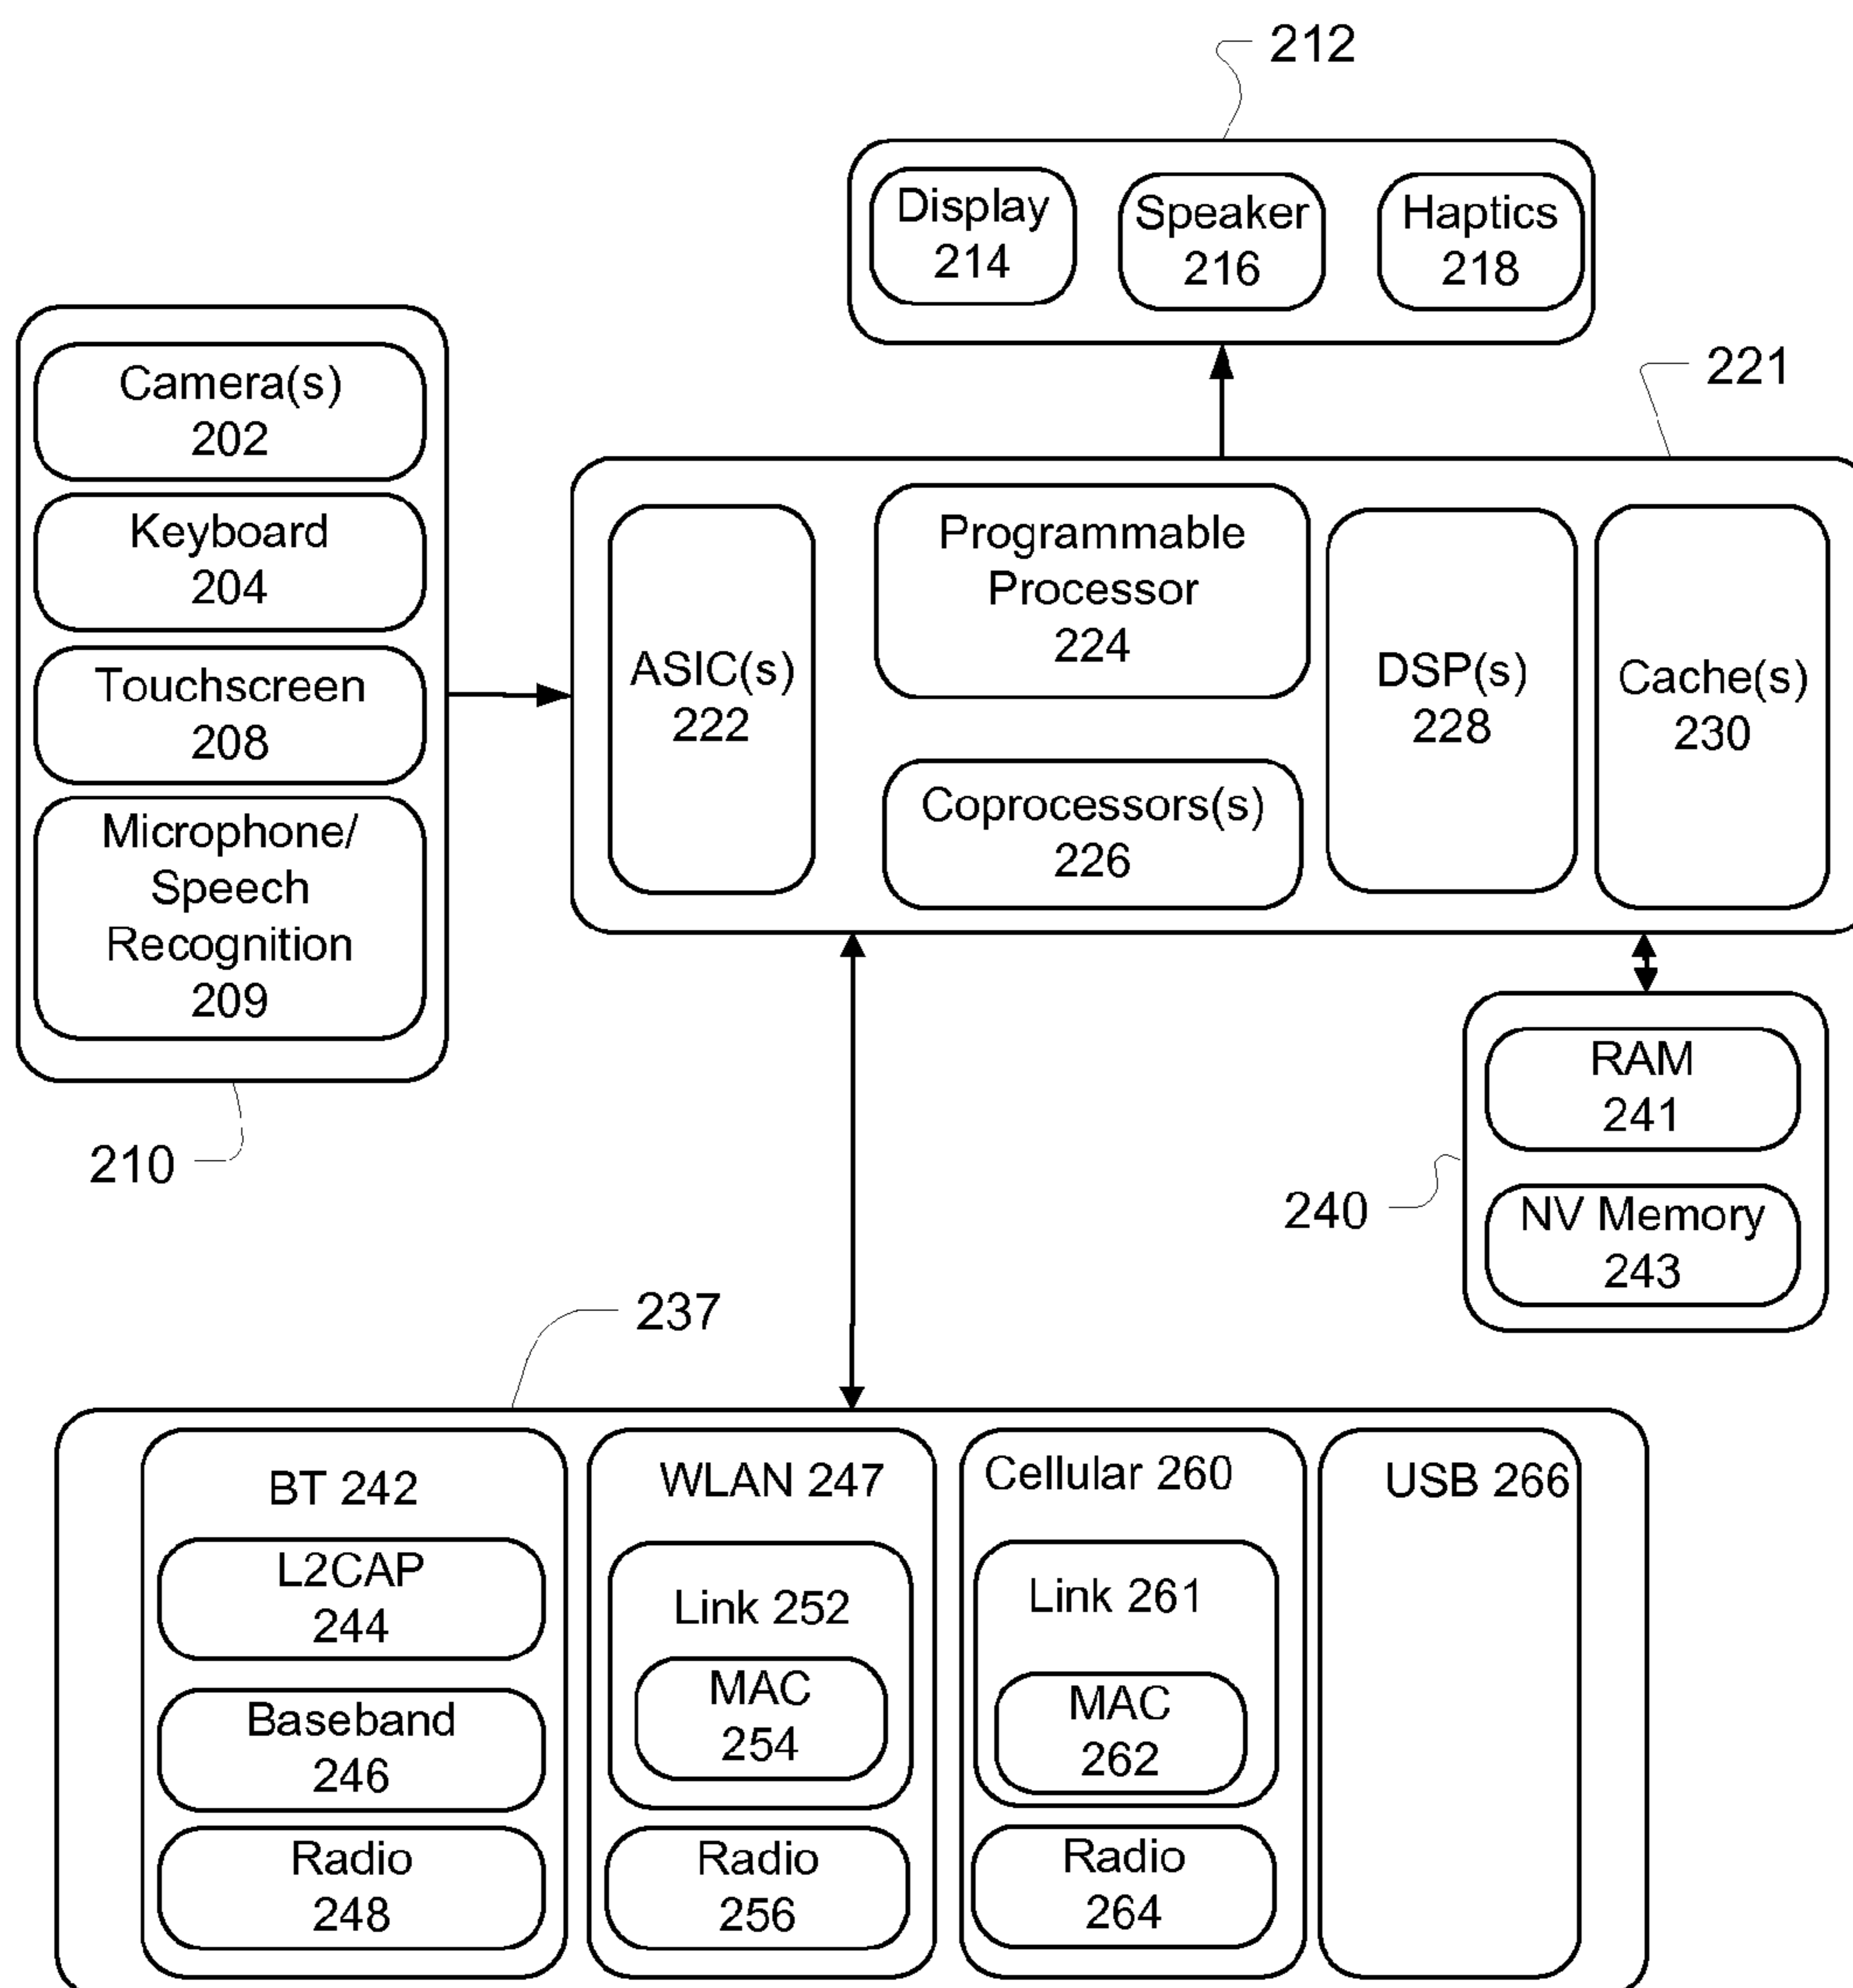 212
Display
214
Speaker
216
Haptics
218
221
Camera(s)
202
Keyboard
204
Touchscreen
208
Microphone/
Speech
Recognition
209
210
ASIC(s)
222
Programmable
Processor
224
Coprocessors(s)
226
DSP(s)
228
Cache(s)
230
RAM
241
NV Memory
243
240
237
BT 242
L2CAP
244
Baseband
246
Radio
248
WLAN 247
Link 252
MAC
254
Radio
256
Cellular 260
Link 261
MAC
262
Radio
264
USB 266